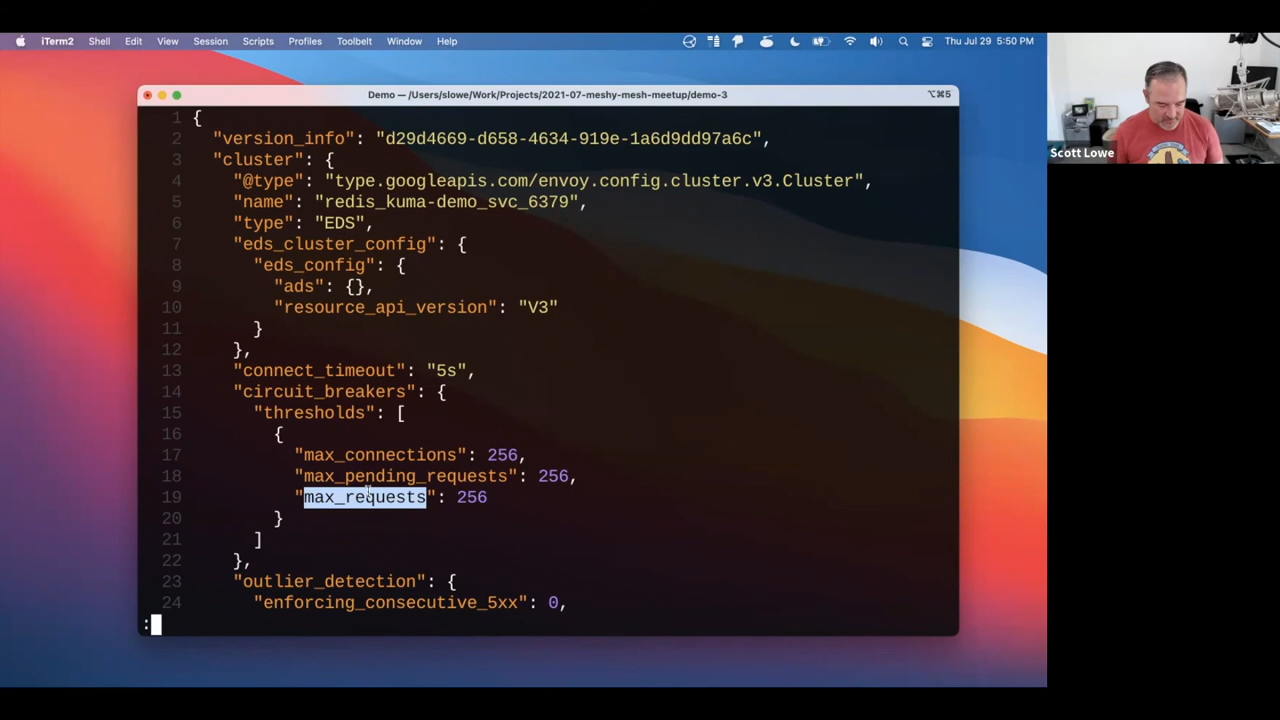 iTerm2 Shell Edit View Session Scripts Profiles Toolbelt Window Help Thu Jul 29 5:50 PM
Demo — /Users/slowe/Work/Projects/2021-07-meshy-mesh-meetup/demo-3 ⌥⌘5
1 {
2 "version_info": "d29d4669-d658-4634-919e-1a6d9dd97a6c",
3 "cluster": {
4 "@type": "type.googleapis.com/envoy.config.cluster.v3.Cluster",
5 "name": "redis_kuma-demo_svc_6379",
6 "type": "EDS",
7 "eds_cluster_config": {
8 "eds_config": {
9 "ads": {},
10 "resource_api_version": "V3"
11 }
12 },
13 "connect_timeout": "5s",
14 "circuit_breakers": {
15 "thresholds": [
16 {
17 "max_connections": 256,
18 "max_pending_requests": 256,
19 "max_requests": 256
20 }
21 ]
22 },
23 "outlier_detection": {
24 "enforcing_consecutive_5xx": 0,
:
Scott Lowe